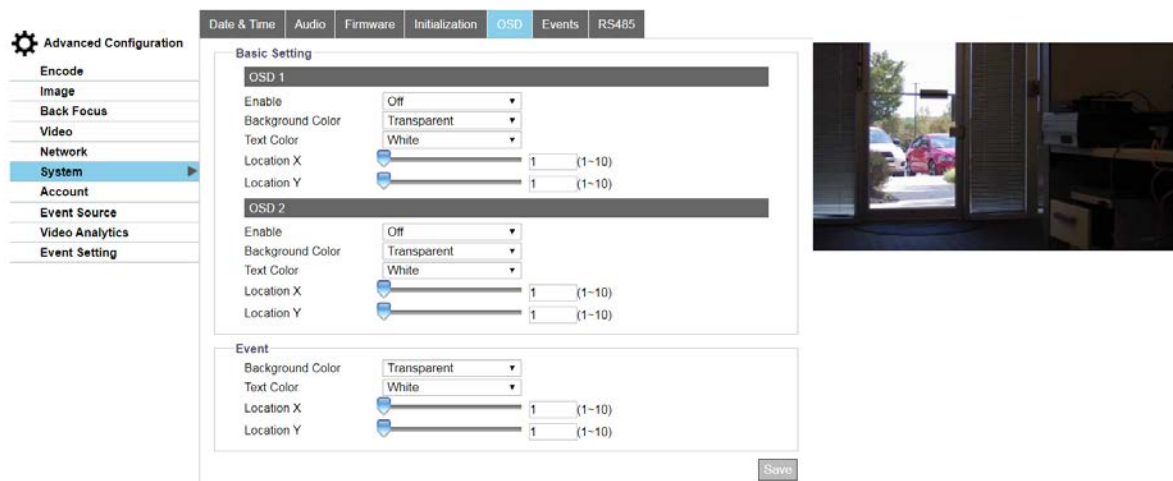 Date & Time Audio Firmware Initialization OSD Events RS485
Advanced Configuration
Encode
Image
Back Focus
Video
Network
System
Account
Event Source
Video Analytics
Event Setting
Basic Setting
OSD 1
Enable Off
Background Color Transparent
Text Color White
Location X 1 (1~10)
Location Y 1 (1~10)
OSD 2
Enable Off
Background Color Transparent
Text Color White
Location X 1 (1~10)
Location Y 1 (1~10)
Event
Background Color Transparent
Text Color White
Location X 1 (1~10)
Location Y 1 (1~10)
Save